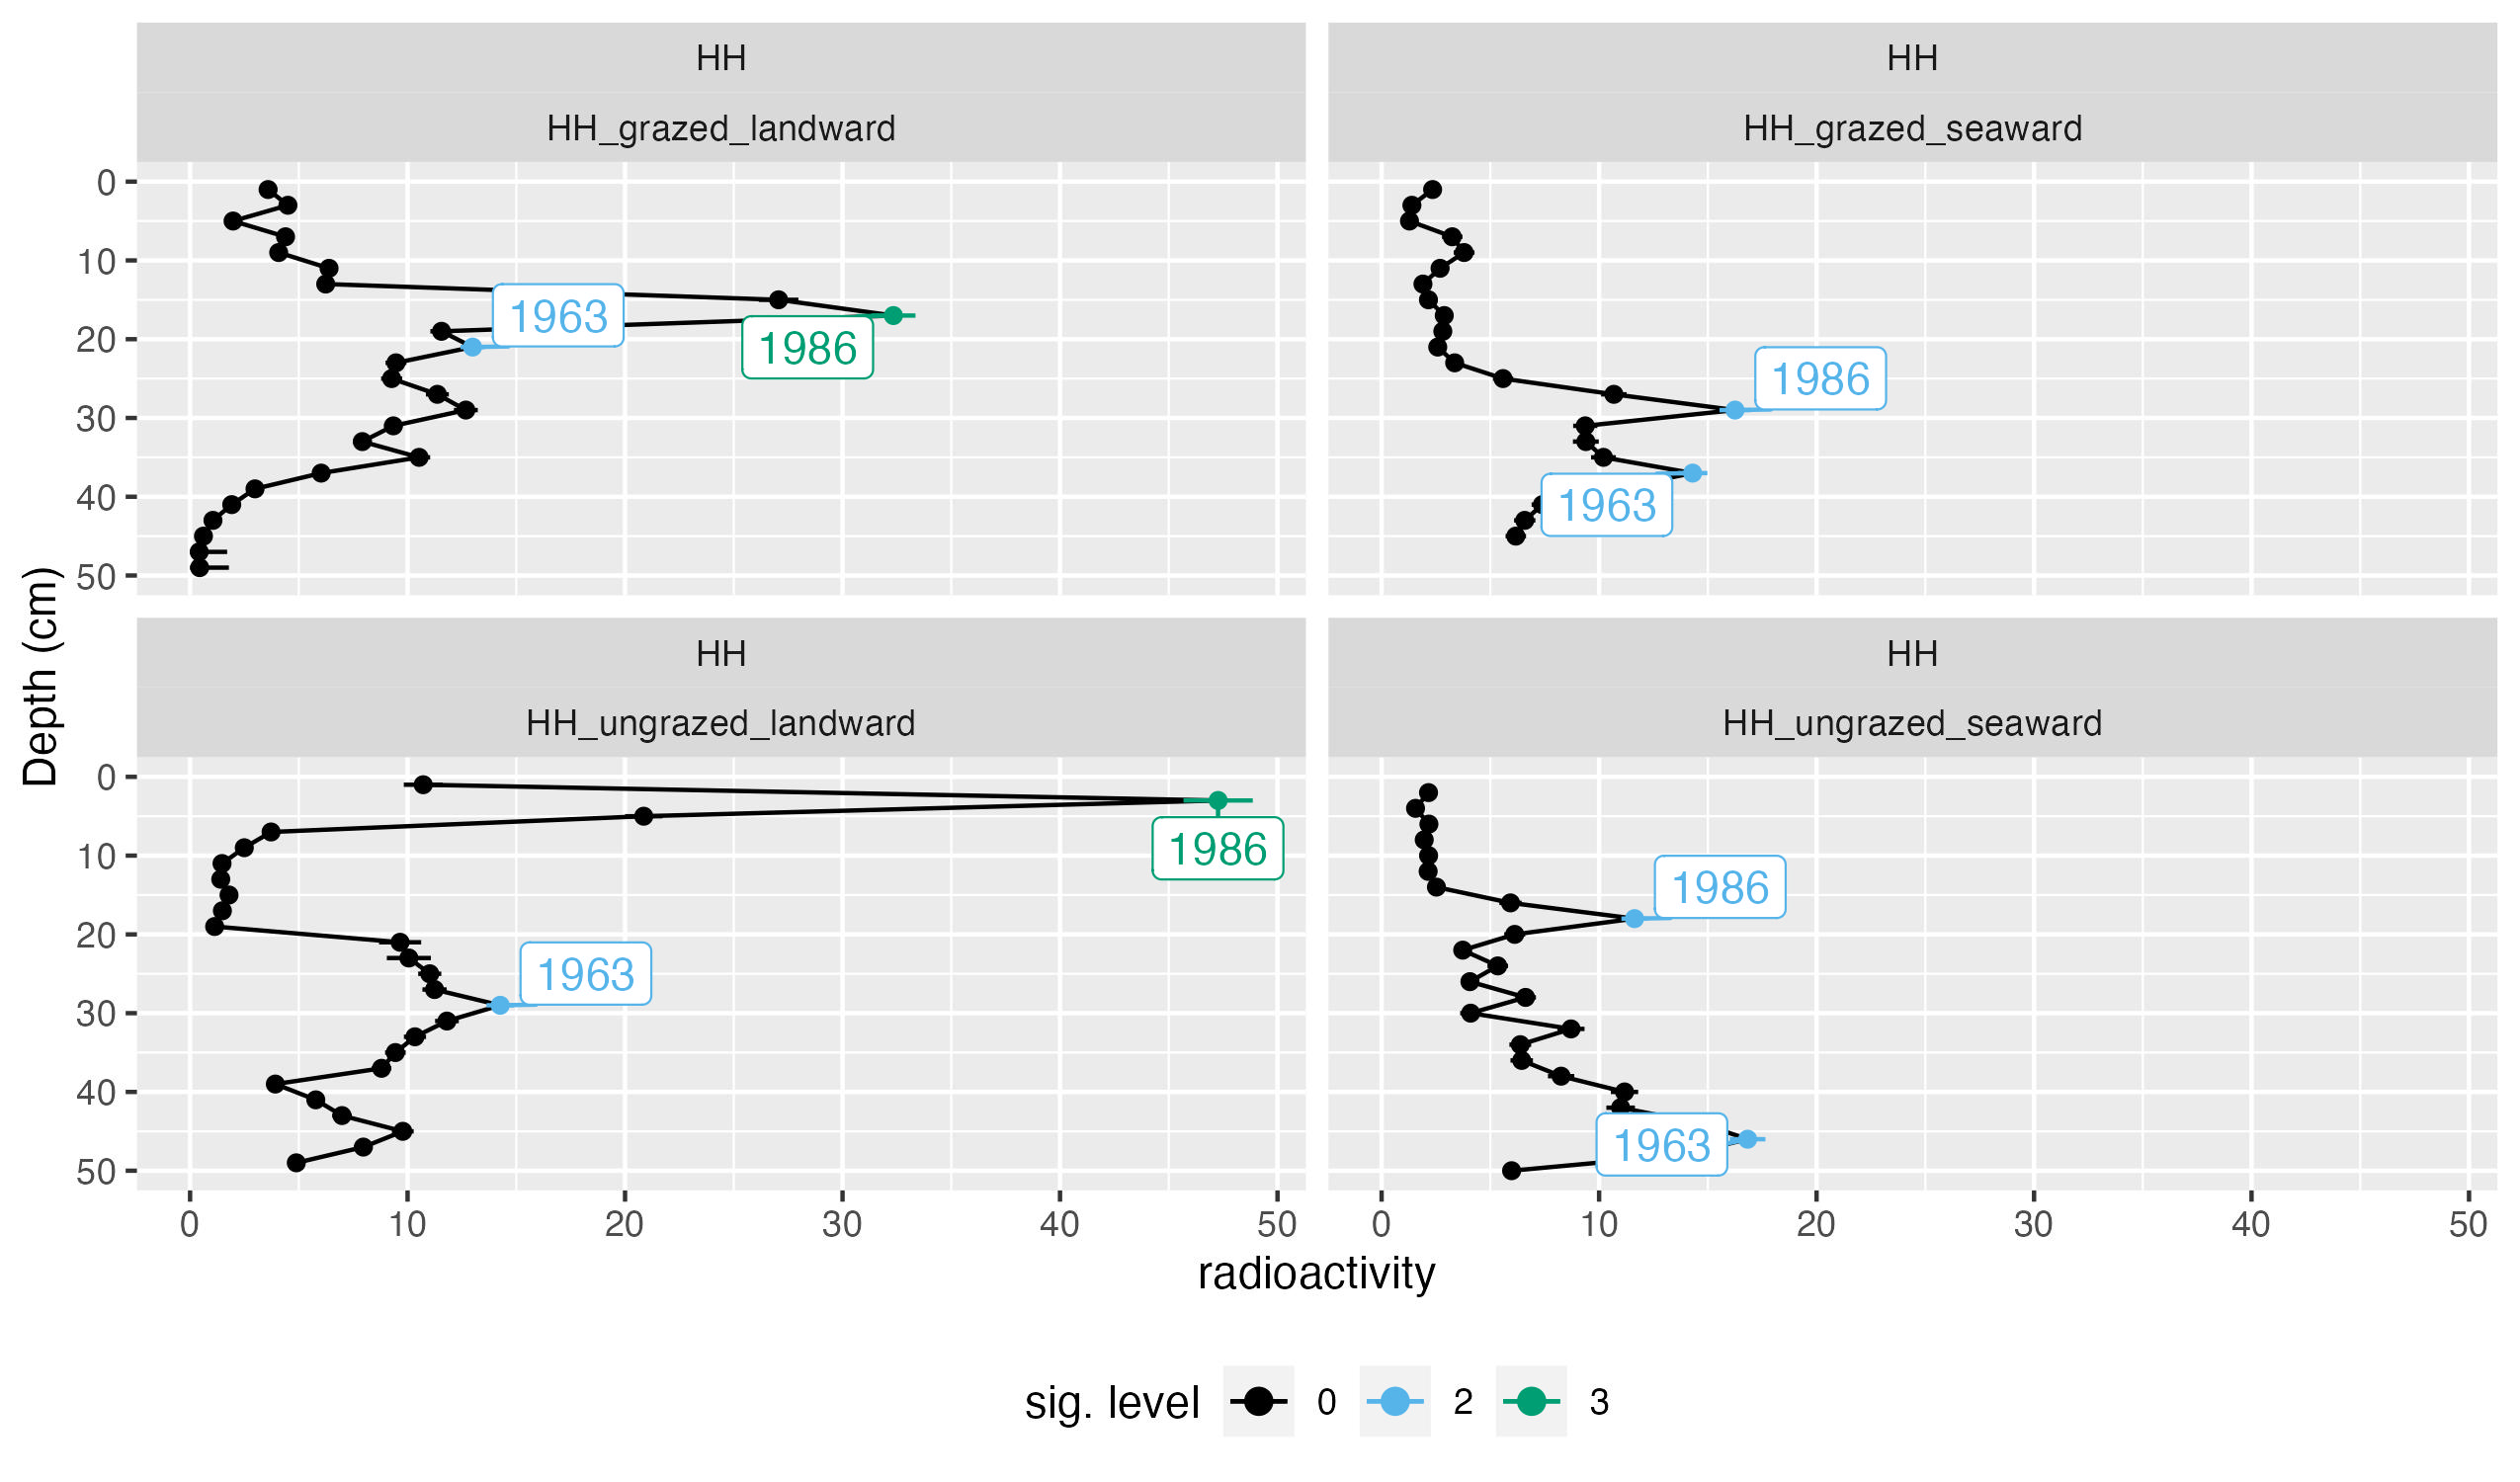 HH
HH
HH_grazed_landward
HH_grazed_seaward
0
10
20
30
40
50
1963
1986
1986
1963
Depth (cm)
HH
HH
HH_ungrazed_landward
HH_ungrazed_seaward
0
10
20
30
40
50
1986
1963
1986
1963
0 10 20 30 40 50
0 10 20 30 40 50
radioactivity
sig. level 0 2 3